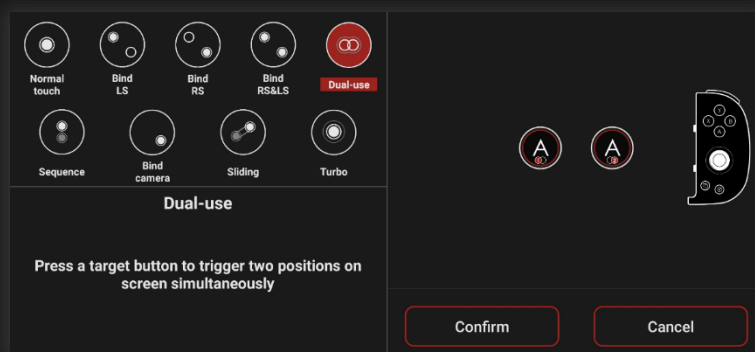 Normal touch
Bind LS
Bind RS
Bind RS&LS
Dual-use
Sequence
Bind camera
Sliding
Turbo
Dual-use
Press a target button to trigger two positions on
screen simultaneously
A
A
Y
X
B
A
Confirm
Cancel